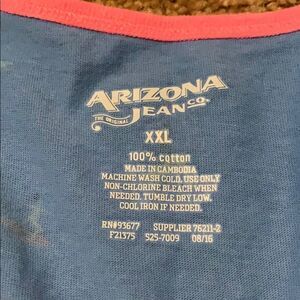 ARIZONA
THE ORIGINAL JEAN CO.
XXL
100% cotton
MADE IN CAMBODIA
MACHINE WASH COLD. USE ONLY
NON-CHLORINE BLEACH WHEN
NEEDED. TUMBLE DRY LOW.
COOL IRON IF NEEDED.
RN#93677 SUPPLIER 76211-2
F21375 525-7009 08/16